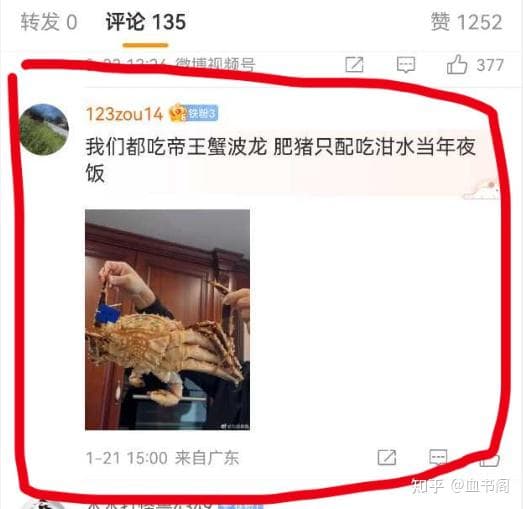 转发 0 评论 135 赞 1252
微博视频号 377
123zou14 铁粉3
我们都吃帝王蟹波龙 肥猪只配吃泔水当年夜
饭
1-21 15:00 来自广东
知乎 @血书阁